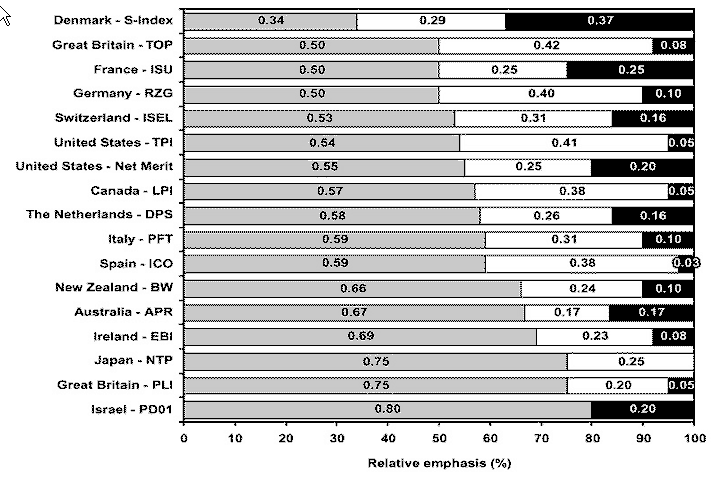 Denmark - S-Index 0.34 0.29 0.37
Great Britain - TOP 0.50 0.42 0.08
France - ISU 0.50 0.25 0.25
Germany - RZG 0.50 0.40 0.10
Switzerland - ISEL 0.53 0.31 0.16
United States - TPI 0.54 0.41 0.05
United States - Net Merit 0.55 0.25 0.20
Canada - LPI 0.57 0.38 0.05
The Netherlands - DPS 0.58 0.26 0.16
Italy - PFT 0.59 0.31 0.10
Spain - ICO 0.59 0.38 0.03
New Zealand - BW 0.66 0.24 0.10
Australia - APR 0.67 0.17 0.17
Ireland - EBI 0.69 0.23 0.08
Japan - NTP 0.75 0.25
Great Britain - PLI 0.75 0.20 0.05
Israel - PD01 0.80 0.20
0 10 20 30 40 50 60 70 80 90 100
Relative emphasis (%)